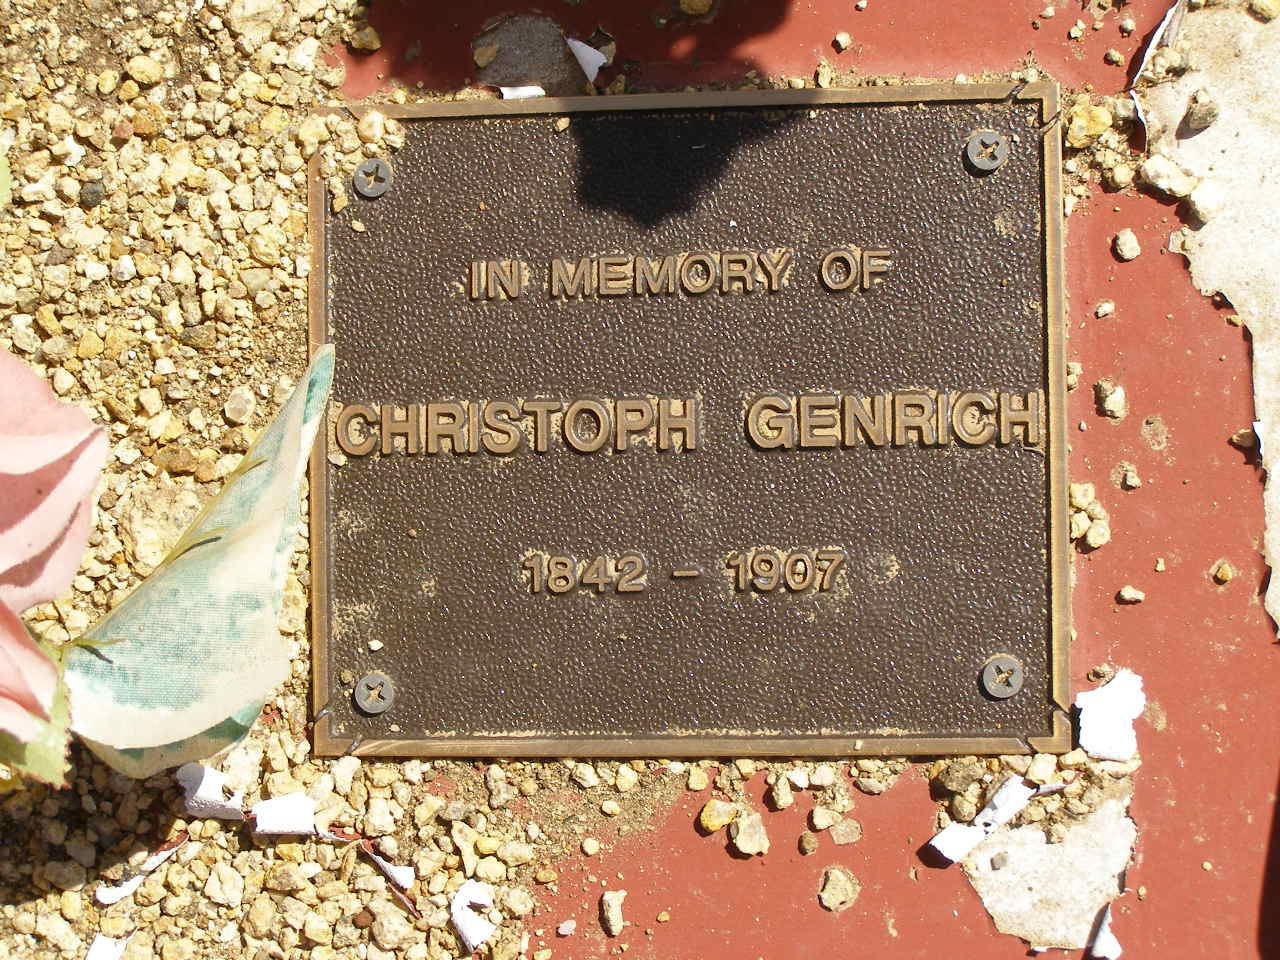 IN MEMORY OF
CHRISTOPH GENRICH
1842 - 1907